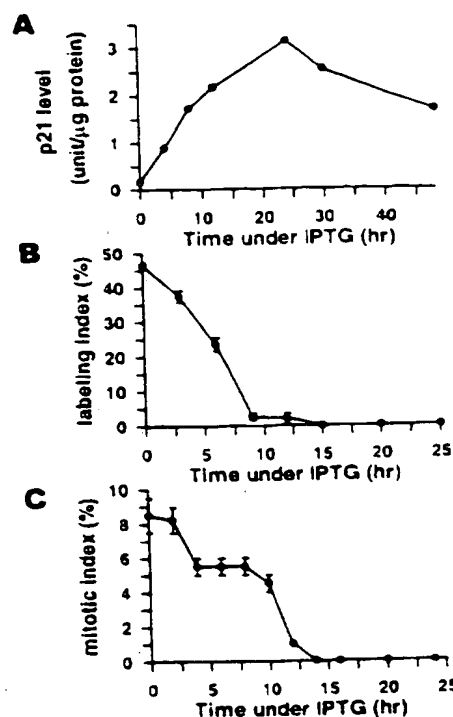 A
p21 level
(unit/µg protein)
3
2
1
0
0 10 20 30 40
Time under IPTG (hr)
B
labeling index (%)
50
40
30
20
10
0
0 5 10 15 20 25
Time under IPTG (hr)
C
mitotic index (%)
10
8
6
4
2
0
0 5 10 15 20 25
Time under IPTG (hr)